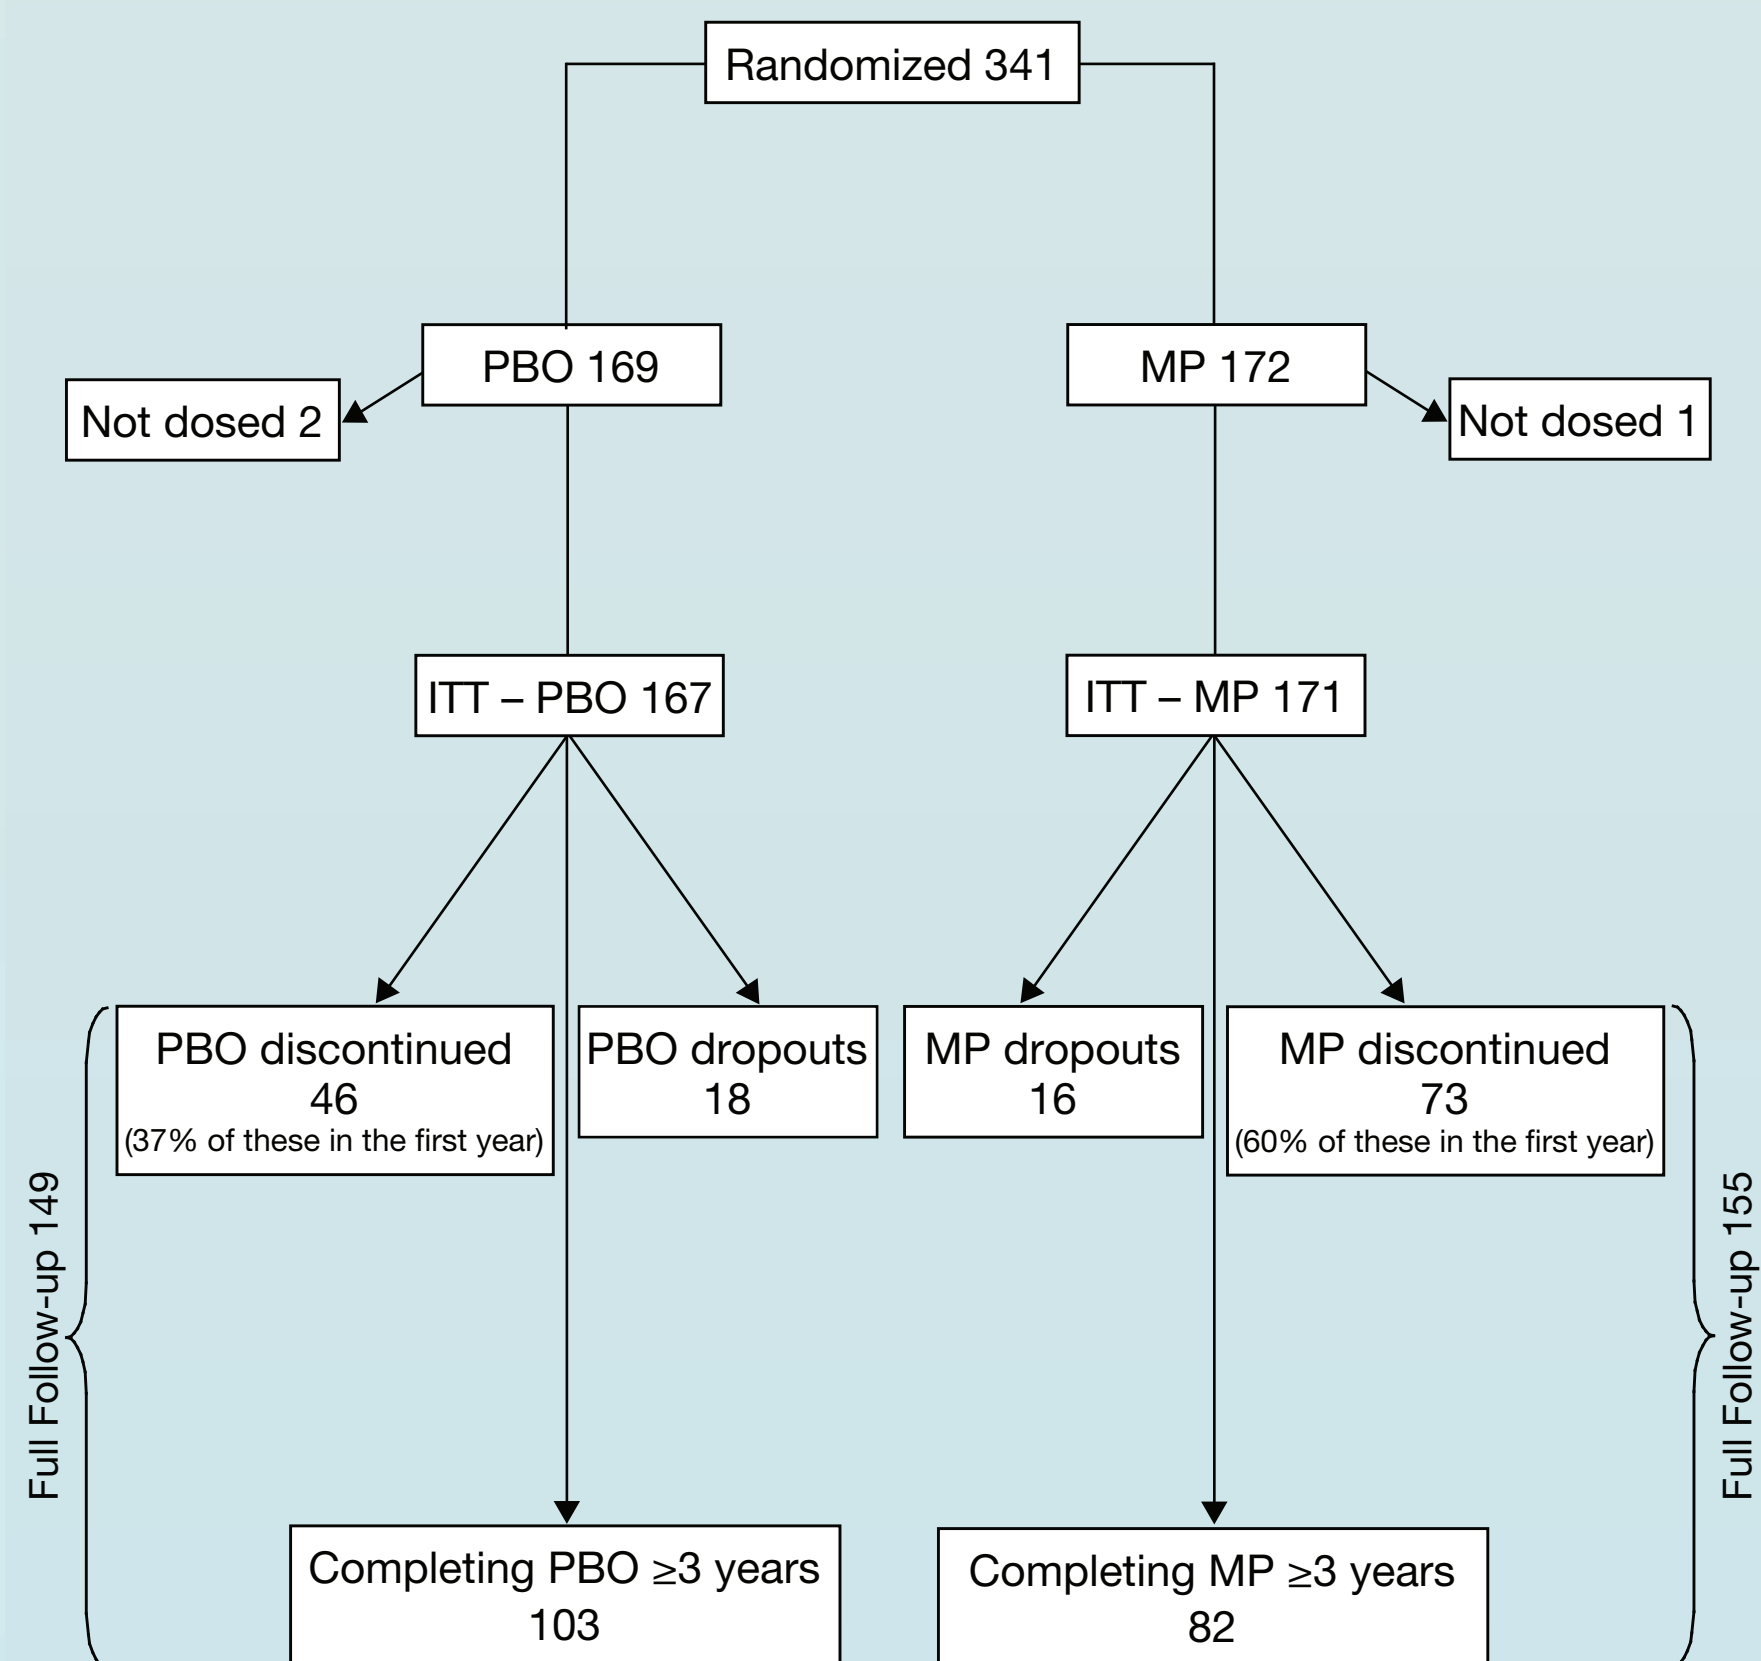 Randomized 341
PBO 169
MP 172
Not dosed 2
Not dosed 1
ITT – PBO 167
ITT – MP 171
PBO discontinued
46
(37% of these in the first year)
PBO dropouts
18
MP dropouts
16
MP discontinued
73
(60% of these in the first year)
Full Follow-up 149
Full Follow-up 155
Completing PBO ≥3 years
103
Completing MP ≥3 years
82